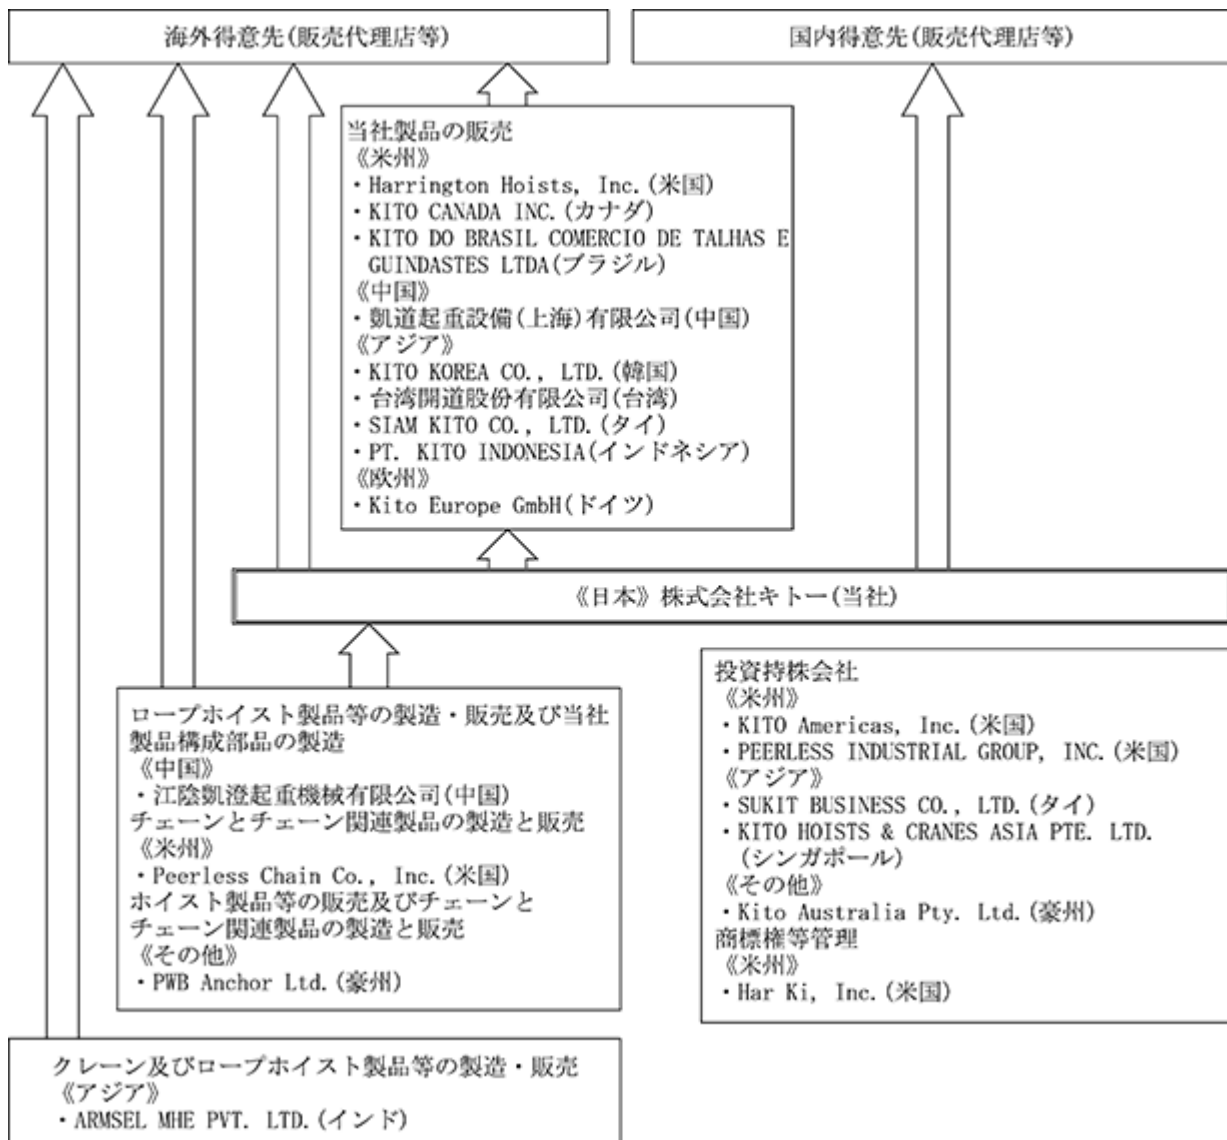 海外得意先(販売代理店等)
国内得意先(販売代理店等)
当社製品の販売
《米州》
・Harrington Hoists, Inc.(米国)
・KITO CANADA INC.(カナダ)
・KITO DO BRASIL COMERCIO DE TALHAS E
GUINDASTES LTDA(ブラジル)
《中国》
・凱道起重設備(上海)有限公司(中国)
《アジア》
・KITO KOREA CO., LTD.(韓国)
・台湾開道股份有限公司(台湾)
・SIAM KITO CO., LTD.(タイ)
・PT. KITO INDONESIA(インドネシア)
《欧州》
・Kito Europe GmbH(ドイツ)
《日本》株式会社キトー(当社)
ロープホイスト製品等の製造・販売及び当社
製品構成部品の製造
《中国》
・江陰凱澄起重機械有限公司(中国)
チェーンとチェーン関連製品の製造と販売
《米州》
・Peerless Chain Co., Inc.(米国)
ホイスト製品等の販売及びチェーンと
チェーン関連製品の製造と販売
《その他》
・PWB Anchor Ltd.(豪州)
投資持株会社
《米州》
・KITO Americas, Inc.(米国)
・PEERLESS INDUSTRIAL GROUP, INC.(米国)
《アジア》
・SUKIT BUSINESS CO., LTD.(タイ)
・KITO HOISTS & CRANES ASIA PTE. LTD.
(シンガポール)
《その他》
・Kito Australia Pty. Ltd.(豪州)
商標権等管理
《米州》
・Har Ki, Inc.(米国)
クレーン及びロープホイスト製品等の製造・販売
《アジア》
・ARMSEL MHE PVT. LTD.(インド)